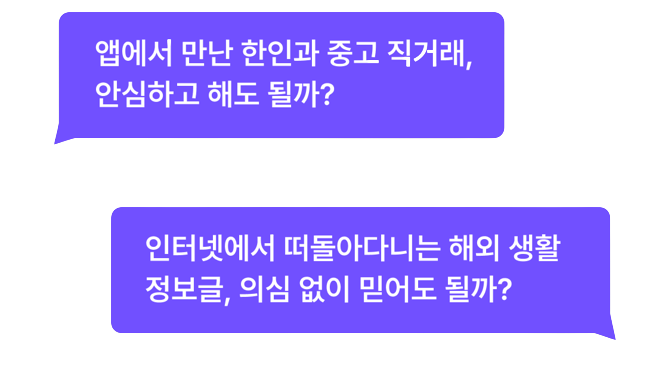 앱에서 만난 한인과 중고 직거래,
안심하고 해도 될까?
인터넷에서 떠돌아다니는 해외 생활
정보글, 의심 없이 믿어도 될까?